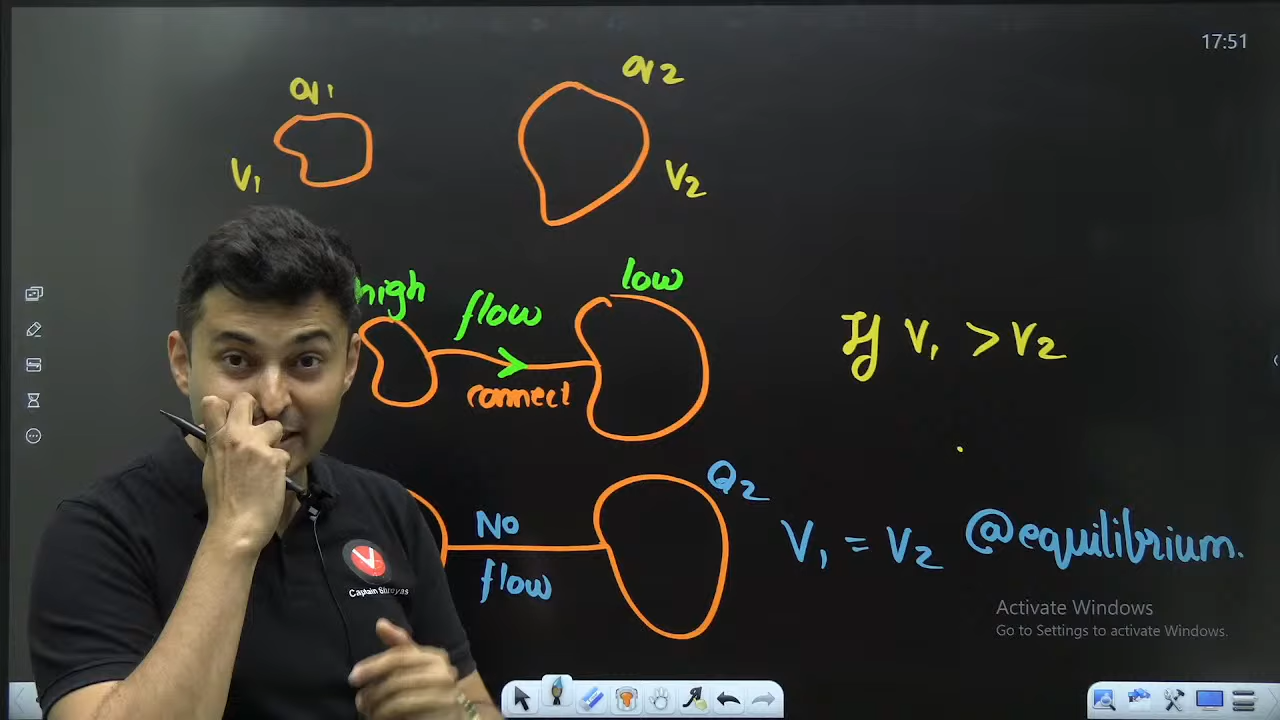 17:51
q1
q2
V1
V2
high
flow
low
connect
If V1 > V2
Q2
No
flow
V1 = V2 @equilibrium.
V
Captain Shreyas
Activate Windows
Go to Settings to activate Windows.